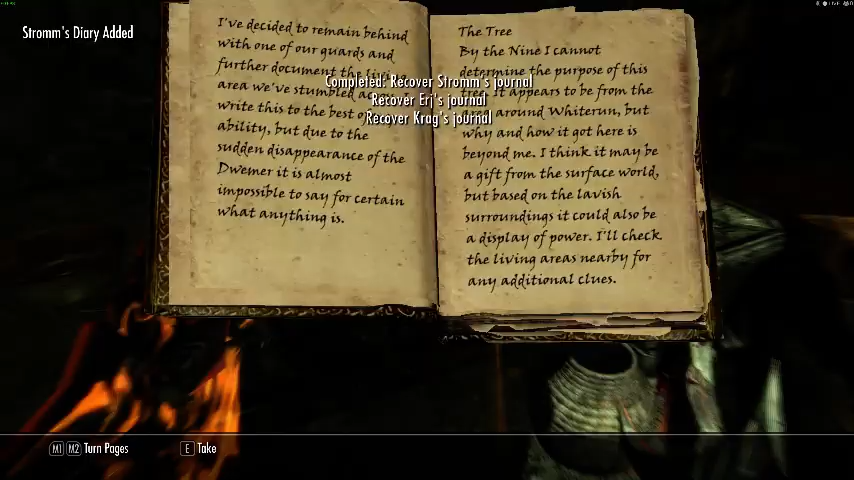 Stromm's Diary Added
I've decided to remain behind
with one of our guards and
further document the living
area we've stumbled
write this to the best of
ability, but due to the
sudden disappearance of the
Dwemer it is almost
impossible to say for certain
what anything is.
The Tree
By the Nine I cannot
determine the purpose of this
tree. It appears to be from the
area around Whiterun, but
why and how it got here is
beyond me. I think it may be
a gift from the surface world,
but based on the lavish
surroundings it could also be
a display of power. I'll check
the living areas nearby for
any additional clues.
Completed: Recover Stromm's journal
Recover Erj's journal
Recover Krag's journal
M1 M2 Turn Pages
E Take